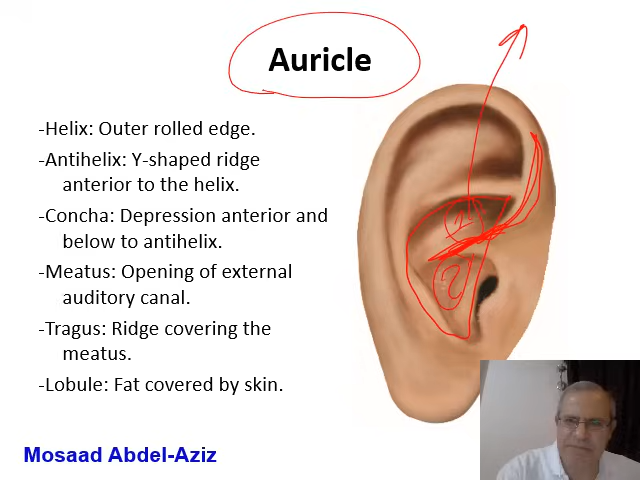 Auricle
-Helix: Outer rolled edge.
-Antihelix: Y-shaped ridge
anterior to the helix.
-Concha: Depression anterior and
below to antihelix.
-Meatus: Opening of external
auditory canal.
-Tragus: Ridge covering the
meatus.
-Lobule: Fat covered by skin.
1
2
Mosaad Abdel-Aziz